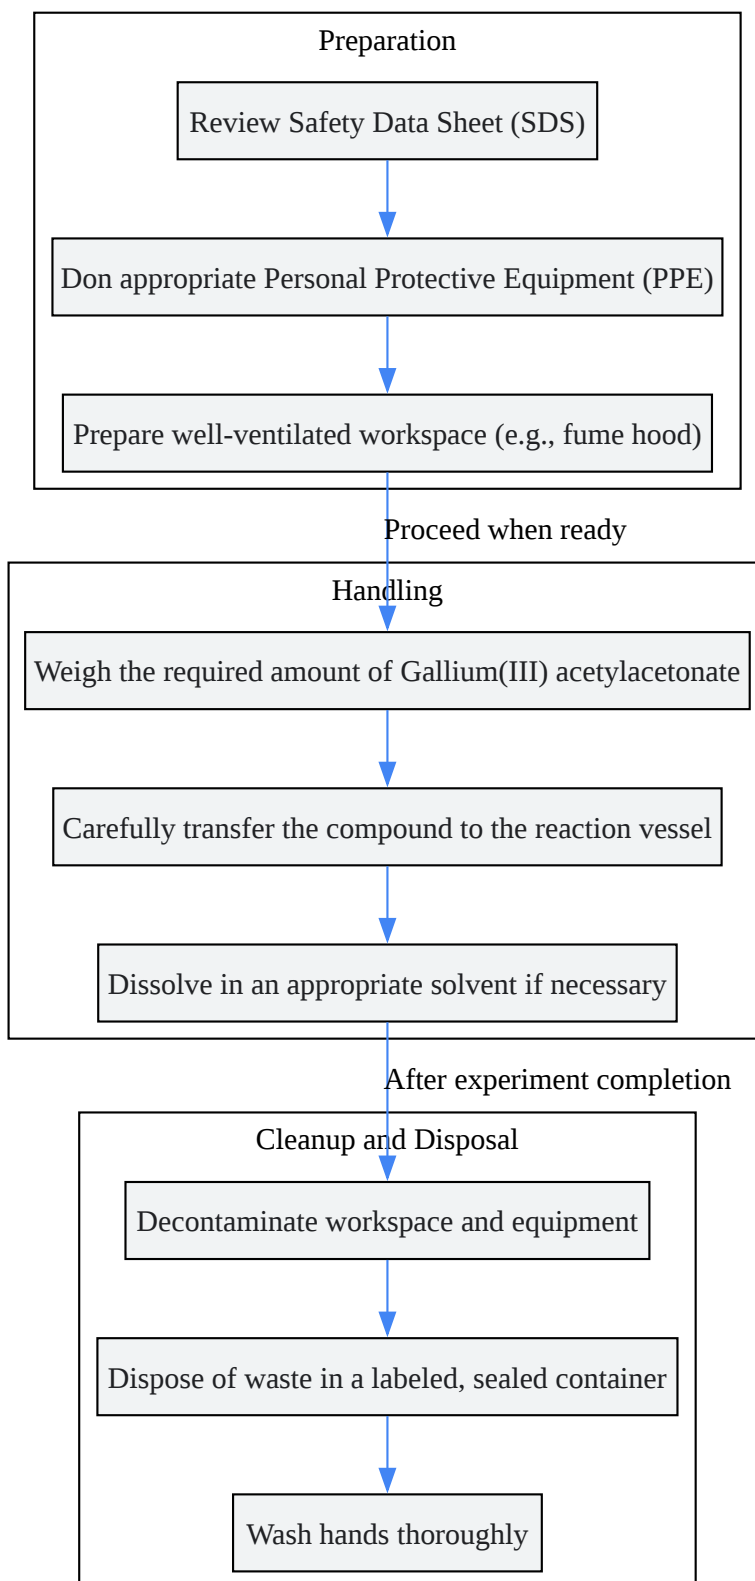 Preparation
Review Safety Data Sheet (SDS)
Don appropriate Personal Protective Equipment (PPE)
Prepare well-ventilated workspace (e.g., fume hood)
Proceed when ready
Handling
Weigh the required amount of Gallium(III) acetylacetonate
Carefully transfer the compound to the reaction vessel
Dissolve in an appropriate solvent if necessary
After experiment completion
Cleanup and Disposal
Decontaminate workspace and equipment
Dispose of waste in a labeled, sealed container
Wash hands thoroughly